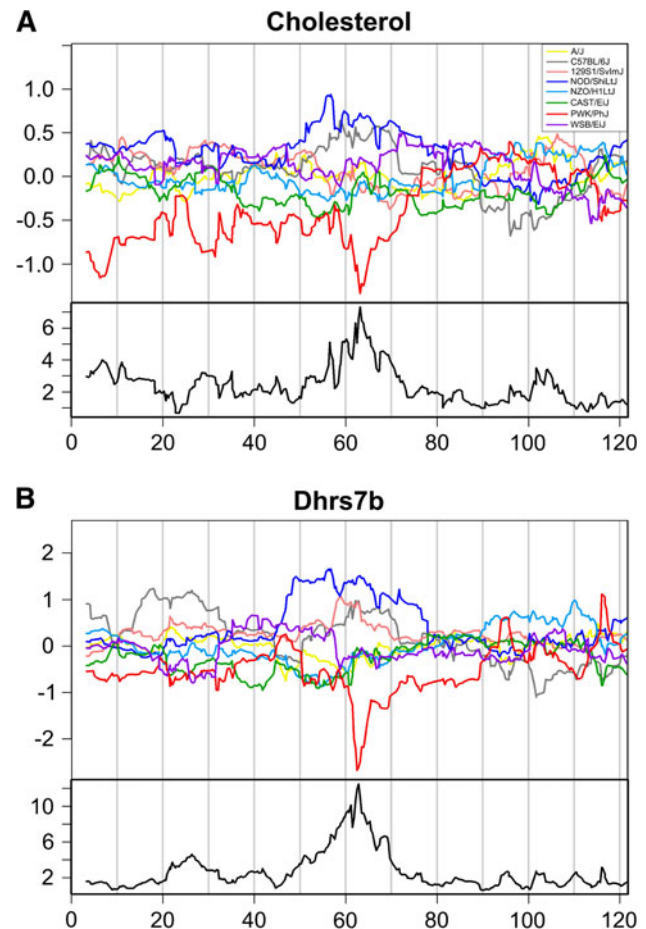 A
Cholesterol
A/J
C57BL/6J
129S1/SvImJ
NOD/ShiLtJ
NZO/H1LtJ
CAST/EiJ
PWK/PhJ
WSB/EiJ
1.0
0.5
0.0
-0.5
-1.0
6
4
2
0 20 40 60 80 100 120
B
Dhrs7b
2
1
0
-1
-2
10
6
2
0 20 40 60 80 100 120